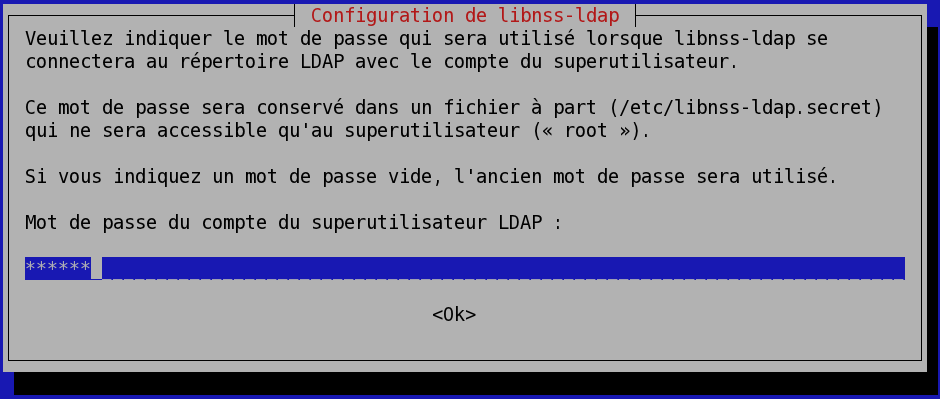 Configuration de libnss-ldap
Veuillez indiquer le mot de passe qui sera utilisé lorsque libnss-ldap se
connectera au répertoire LDAP avec le compte du superutilisateur.
Ce mot de passe sera conservé dans un fichier à part (/etc/libnss-ldap.secret)
qui ne sera accessible qu'au superutilisateur (« root »).
Si vous indiquez un mot de passe vide, l'ancien mot de passe sera utilisé.
Mot de passe du compte du superutilisateur LDAP :
******
<Ok>